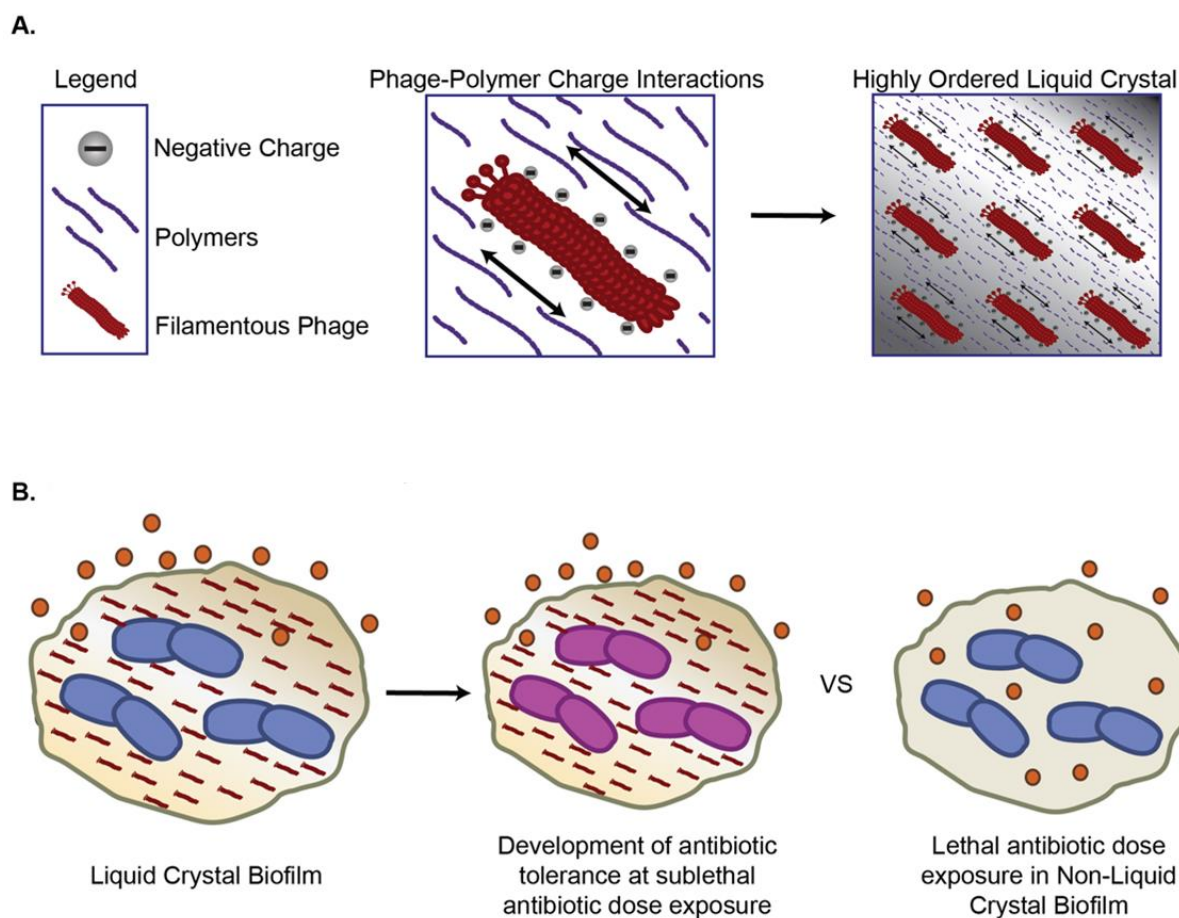 A.
Legend
Negative Charge
Polymers
Filamentous Phage
Phage-Polymer Charge Interactions
Highly Ordered Liquid Crystal
B.
Liquid Crystal Biofilm
Development of antibiotic
tolerance at sublethal
antibiotic dose exposure
VS
Lethal antibiotic dose
exposure in Non-Liquid
Crystal Biofilm